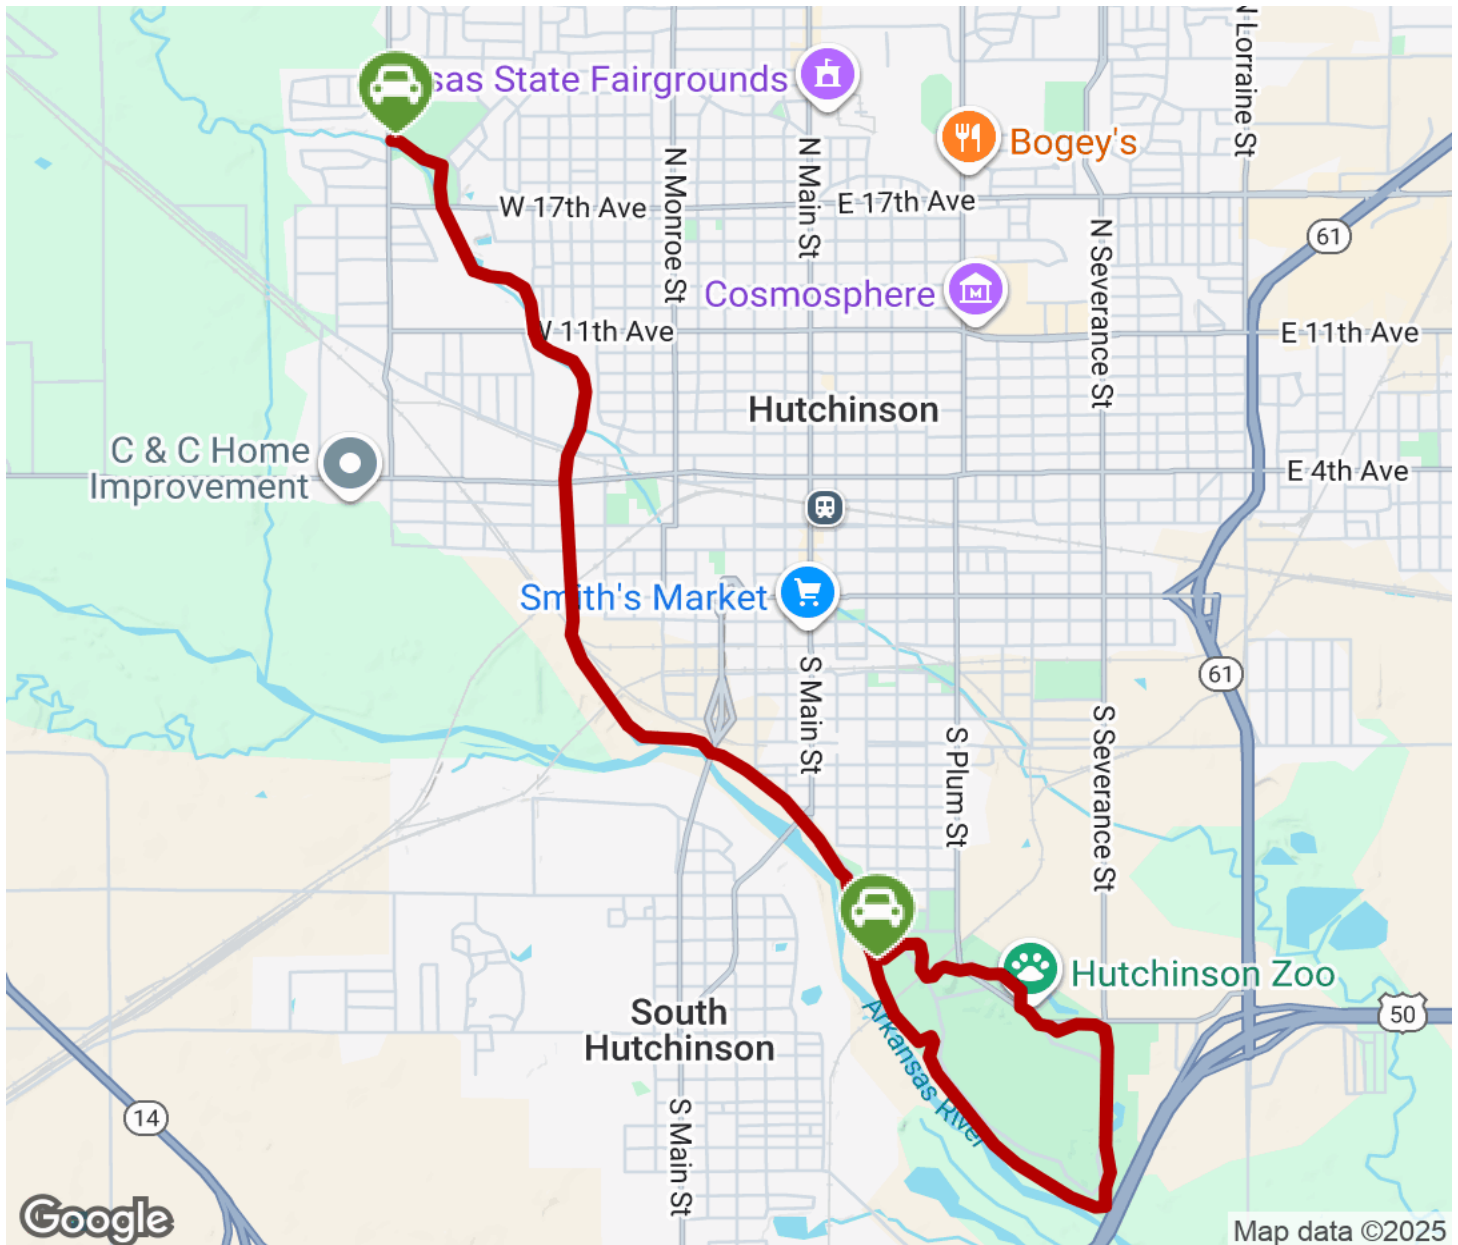 N Lorraine St
sas State Fairgrounds
Bogey's
N Monroe St
N Main St
W 17th Ave
E 17th Ave
N Severance St
61
Cosmosphere
M
11th Ave
E 11th Ave
Hutchinson
C & C Home
Improvement
E 4th Ave
Smith's Market
S Main St
61
S Plum St
S Severance St
Hutchinson Zoo
50
South
Hutchinson
Arkansas River
S Main St
14
Google
Map data ©2025